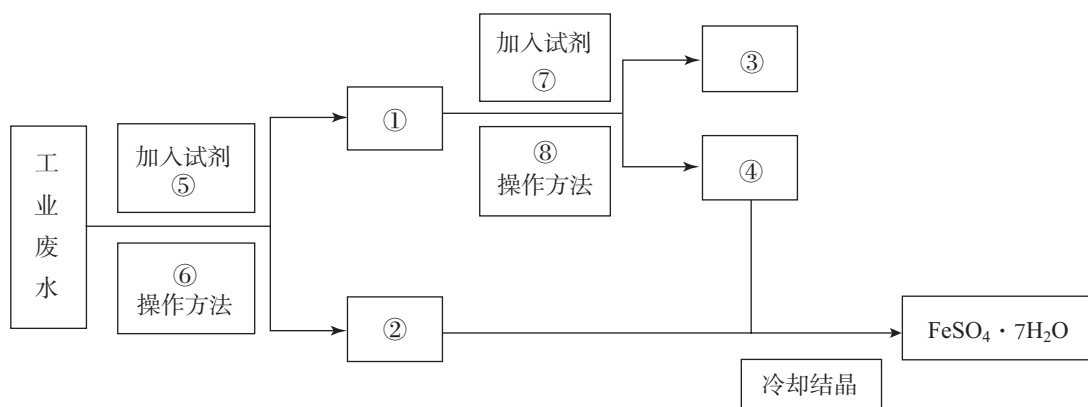 加入试剂
⑦
③
①
工
业
废
水
加入试剂
⑤
⑧
操作方法
④
⑥
操作方法
②
FeSO₄·7H₂O
冷却结晶